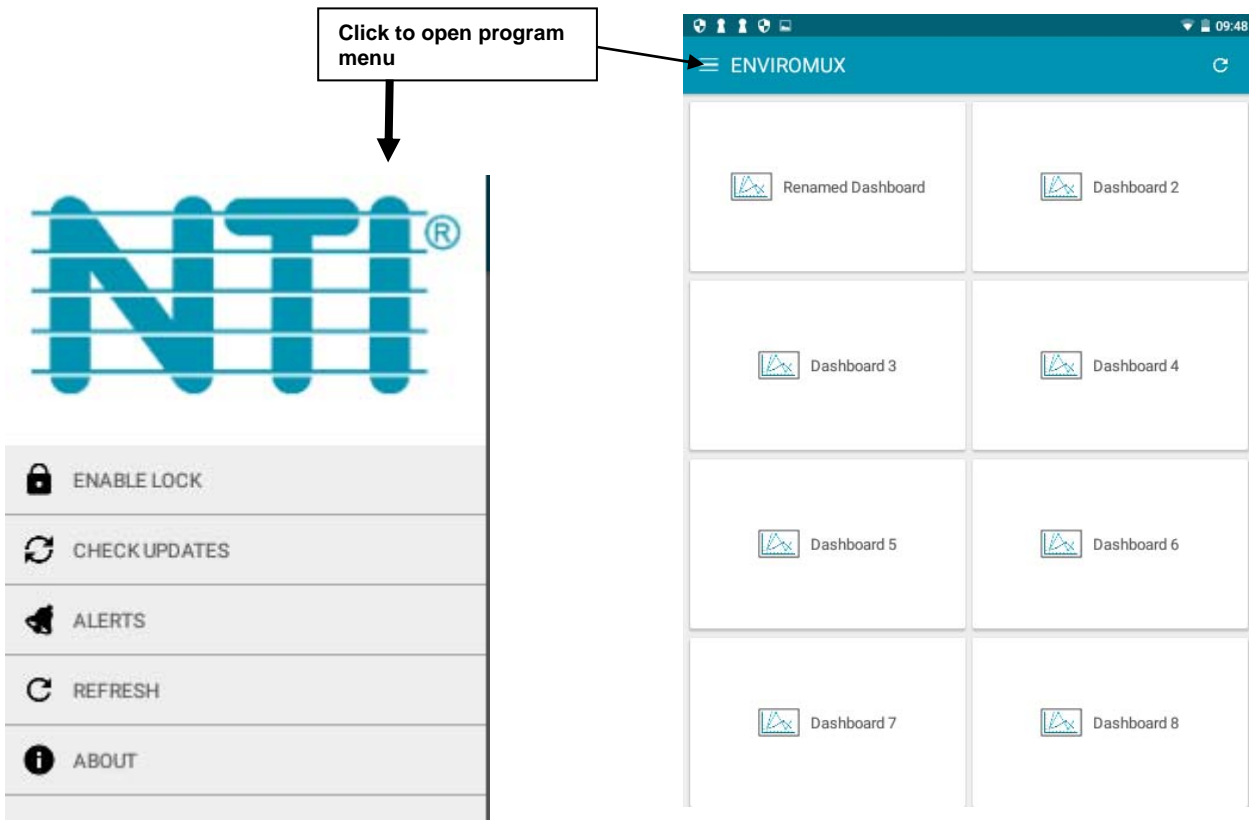 Click to open program
menu
09:48
ENVIROMUX
Renamed Dashboard
Dashboard 2
Dashboard 3
Dashboard 4
Dashboard 5
Dashboard 6
Dashboard 7
Dashboard 8
NTI®
ENABLE LOCK
CHECK UPDATES
ALERTS
REFRESH
ABOUT